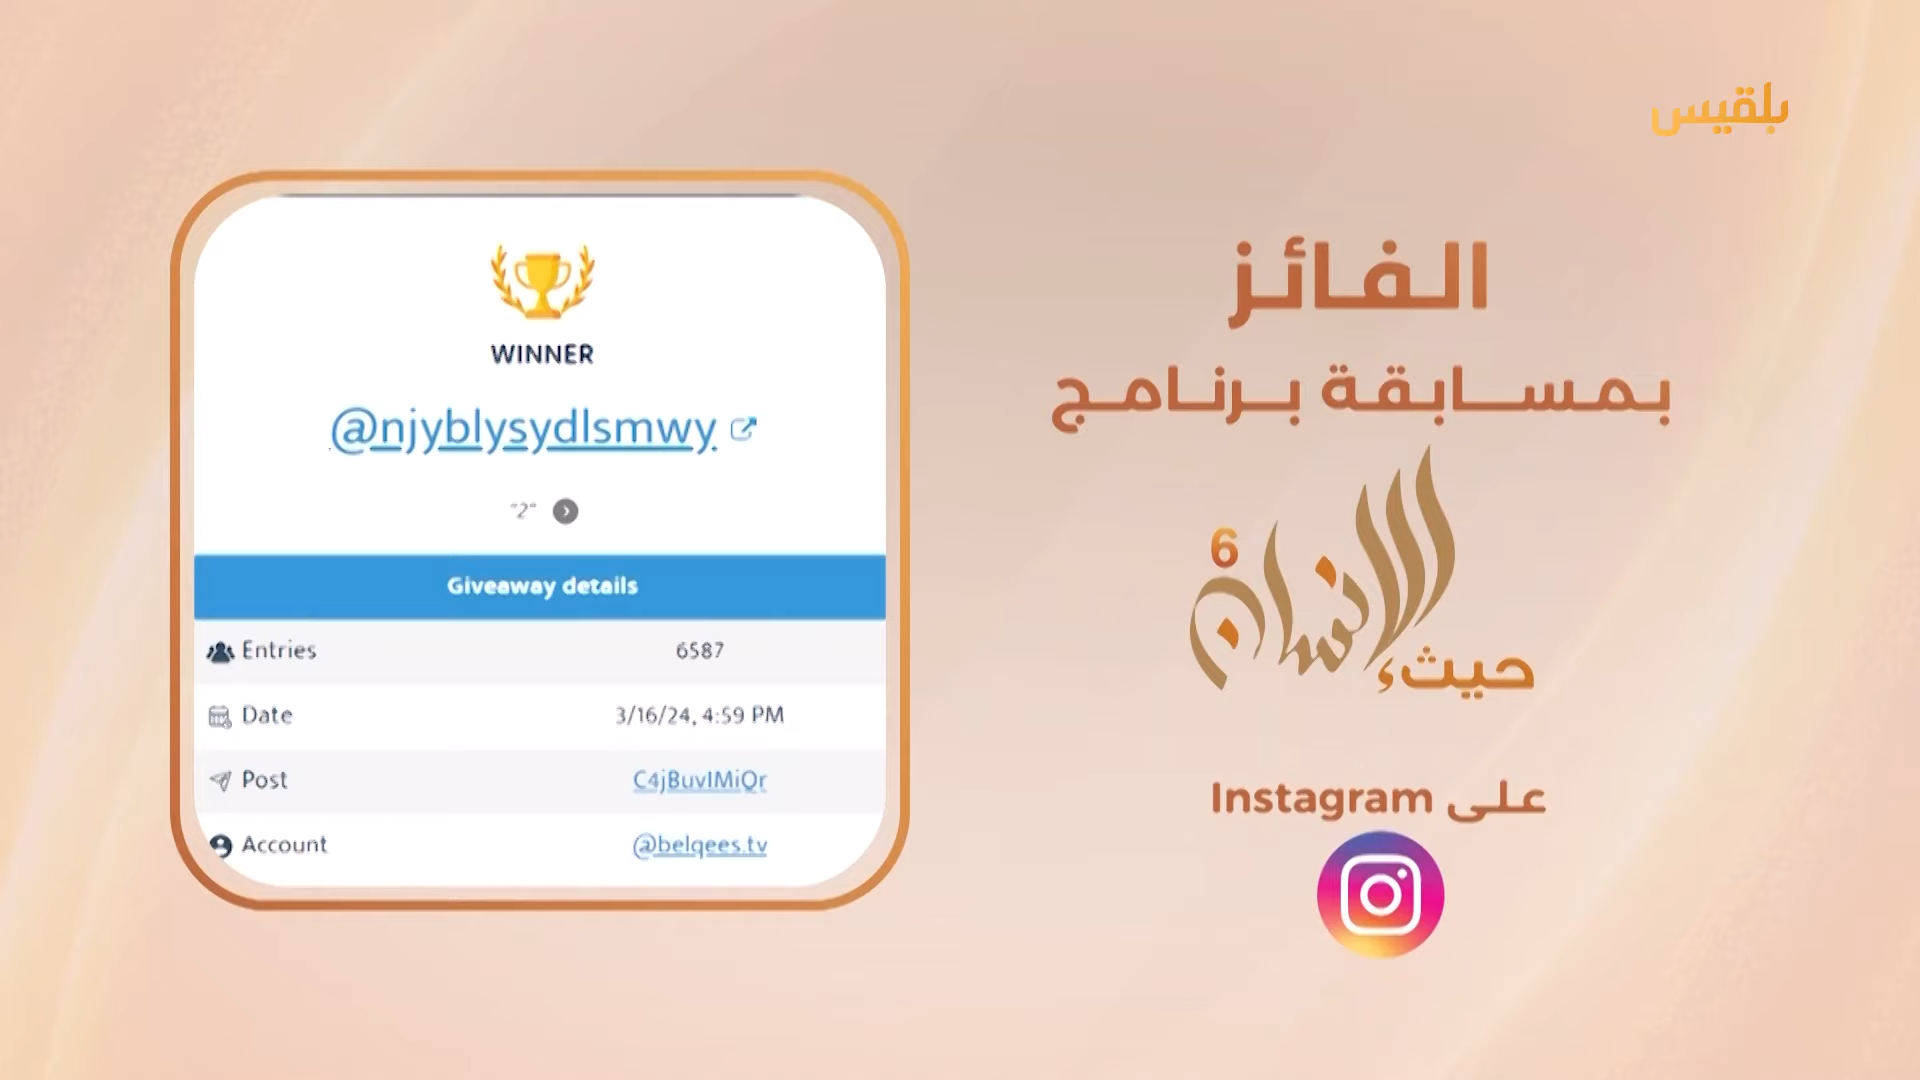 بلقيس
الفائز
بمسابقة برنامج
حيث الإنسان 6
على Instagram
WINNER
@njyblysydlsmwy
"2"
Giveaway details
Entries 6587
Date 3/16/24, 4:59 PM
Post C4jBuvIMiQr
Account @belqees.tv